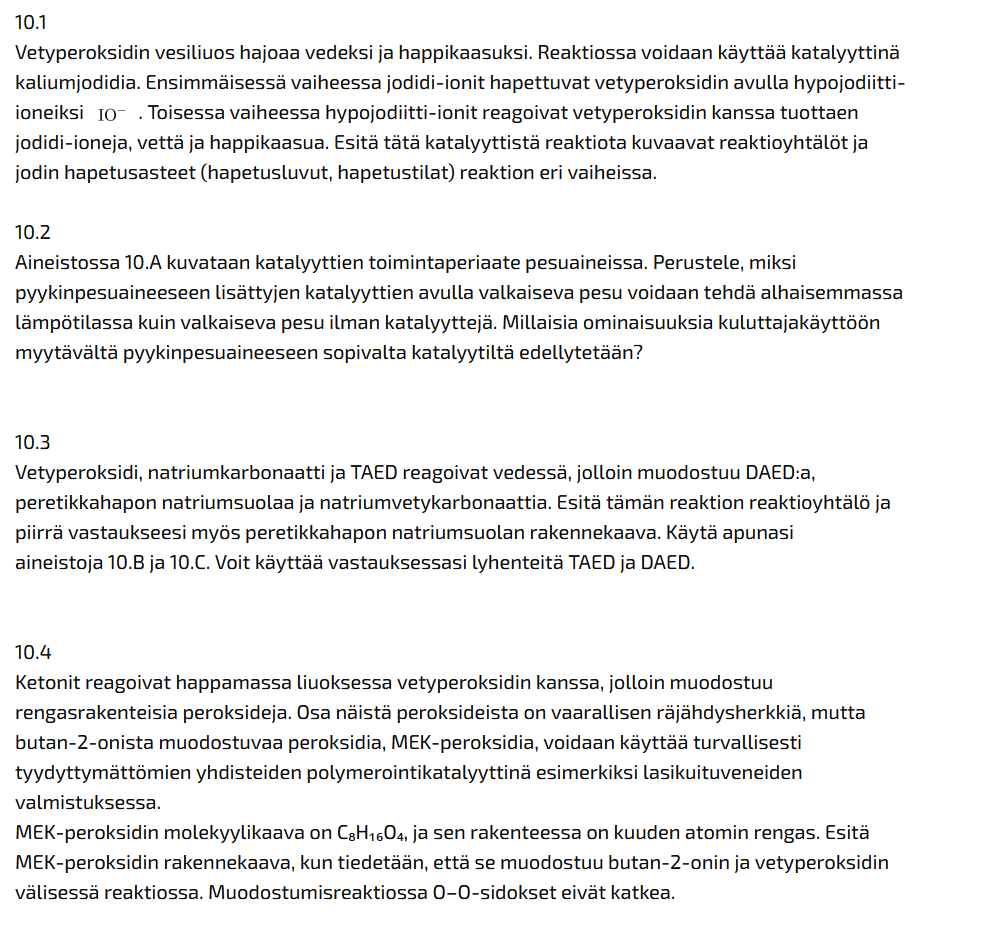 10.1
Vetyperoksidin vesiliuos hajoaa vedeksi ja happikaasuksi. Reaktiossa voidaan käyttää katalyyttinä
kaliumjodidia. Ensimmäisessä vaiheessa jodidi-ionit hapettuvat vetyperoksidin avulla hypojodiitti-
ioneiksi IO⁻ . Toisessa vaiheessa hypojodiitti-ionit reagoivat vetyperoksidin kanssa tuottaen
jodidi-ioneja, vettä ja happikaasua. Esitä tätä katalyyttistä reaktiota kuvaavat reaktioyhtälöt ja
jodin hapetusasteet (hapetusluvut, hapetustilat) reaktion eri vaiheissa.
10.2
Aineistossa 10.A kuvataan katalyyttien toimintaperiaate pesuaineissa. Perustele, miksi
pyykinpesuaineeseen lisättyjen katalyyttien avulla valkaiseva pesu voidaan tehdä alhaisemmassa
lämpötilassa kuin valkaiseva pesu ilman katalyyttejä. Millaisia ominaisuuksia kuluttajakäyttöön
myytävältä pyykinpesuaineeseen sopivalta katalyytiltä edellytetään?
10.3
Vetyperoksidi, natriumkarbonaatti ja TAED reagoivat vedessä, jolloin muodostuu DAED:a,
peretikkahapon natriumsuolaa ja natriumvetykarbonaattia. Esitä tämän reaktion reaktioyhtälö ja
piirrä vastaukseesi myös peretikkahapon natriumsuolan rakennekaava. Käytä apunasi
aineistoja 10.B ja 10.C. Voit käyttää vastauksessasi lyhenteitä TAED ja DAED.
10.4
Ketonit reagoivat happamassa liuoksessa vetyperoksidin kanssa, jolloin muodostuu
rengasrakenteisia peroksideja. Osa näistä peroksideista on vaarallisen räjähdysherkkiä, mutta
butan-2-onista muodostuvaa peroksidia, MEK-peroksidia, voidaan käyttää turvallisesti
tyydyttymättömien yhdisteiden polymerointikatalyyttinä esimerkiksi lasikuituveneiden
valmistuksessa.
MEK-peroksidin molekyylikaava on C₈H₁₆O₄, ja sen rakenteessa on kuuden atomin rengas. Esitä
MEK-peroksidin rakennekaava, kun tiedetään, että se muodostuu butan-2-onin ja vetyperoksidin
välisessä reaktiossa. Muodostumisreaktiossa O–O-sidokset eivät katkea.